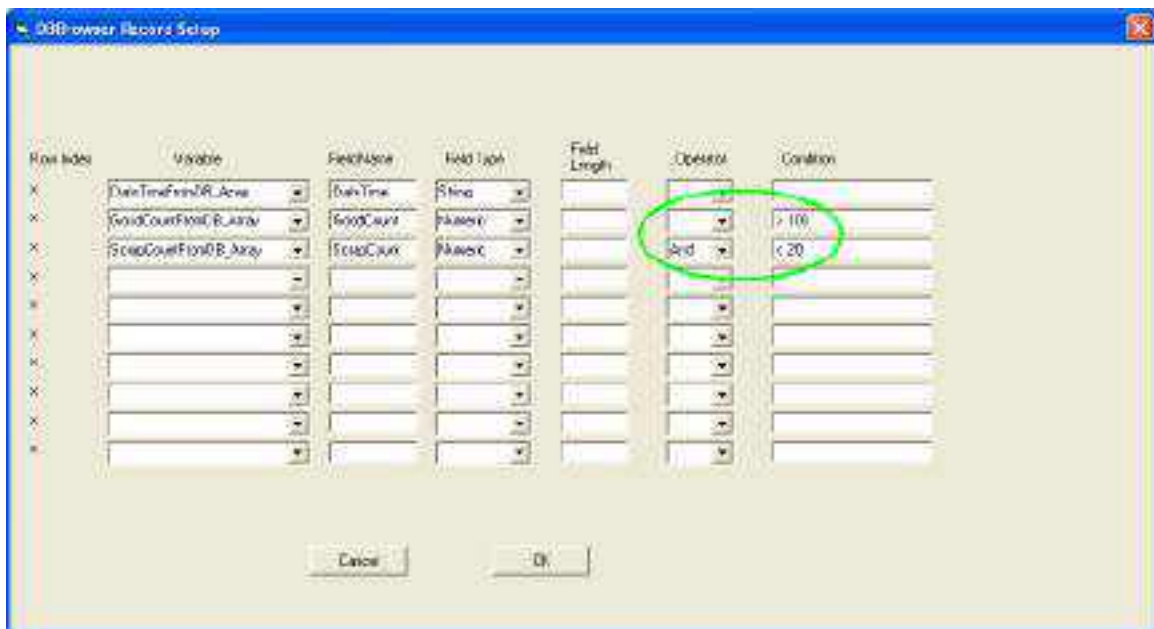 DBBrowser Record Setup
Row Index Variable FieldName Field Type Field Length Operator Condition
x DateTimeFromDB_Array DateTime String
x GoodCountFromDB_Array GoodCount Numeric > 100
x ScrapCountFromDB_Array ScrapCount Numeric And < 20
x
x
x
x
x
x
x
Cancel OK